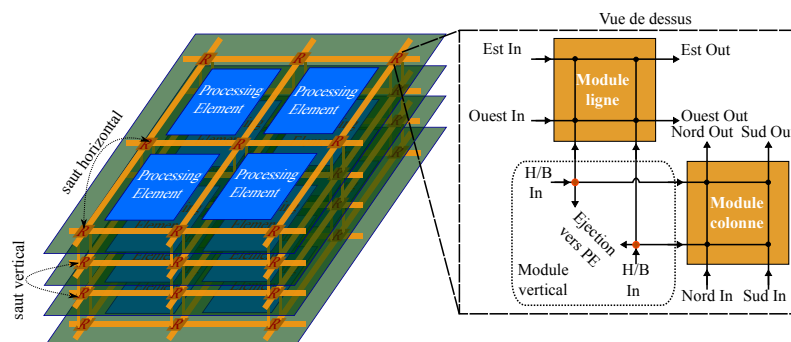 Vue de dessus
Est In
Est Out
Module
ligne
Ouest In
Ouest Out
Nord Out
Sud Out
H/B
In
Module
colonne
Ejection
vers PE
Module
vertical
H/B
In
Nord In
Sud In
R
R
R
Processing
Element
Processing
Element
saut horizontal
R
R
R
Processing
Element
Processing
Element
R
R
R
saut vertical
R
R
R
R
R
R
R
R
R